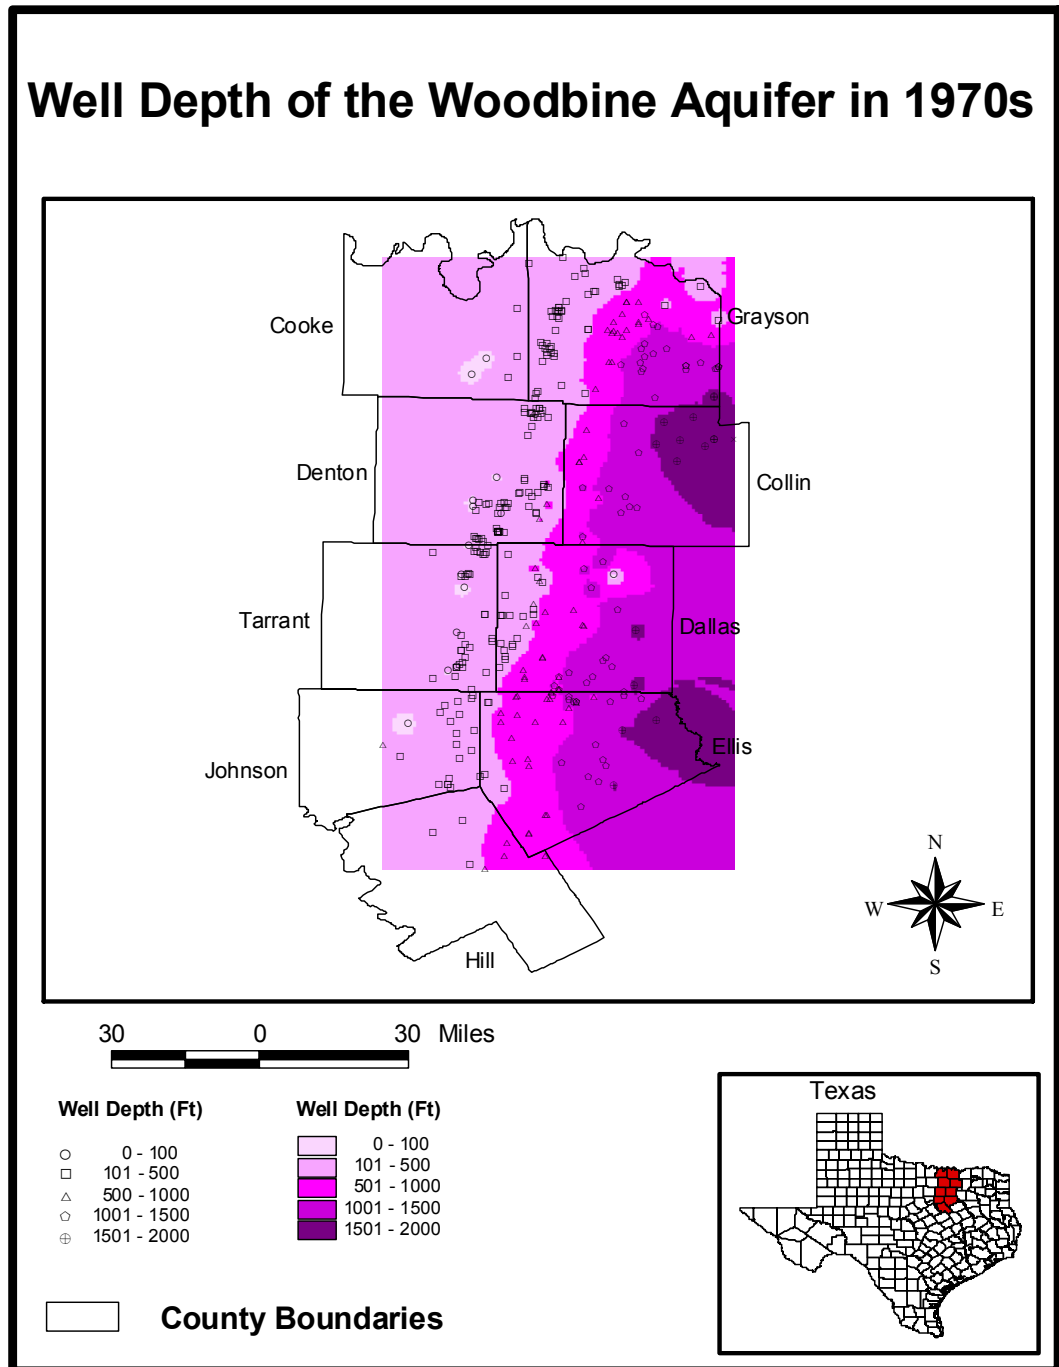 Well Depth of the Woodbine Aquifer in 1970s
Cooke
Grayson
Denton
Collin
Tarrant
Dallas
Johnson
Ellis
Hill
N
W E
S
30 0 30 Miles
Well Depth (Ft)
0 - 100
101 - 500
500 - 1000
1001 - 1500
1501 - 2000
Well Depth (Ft)
0 - 100
101 - 500
501 - 1000
1001 - 1500
1501 - 2000
County Boundaries
Texas